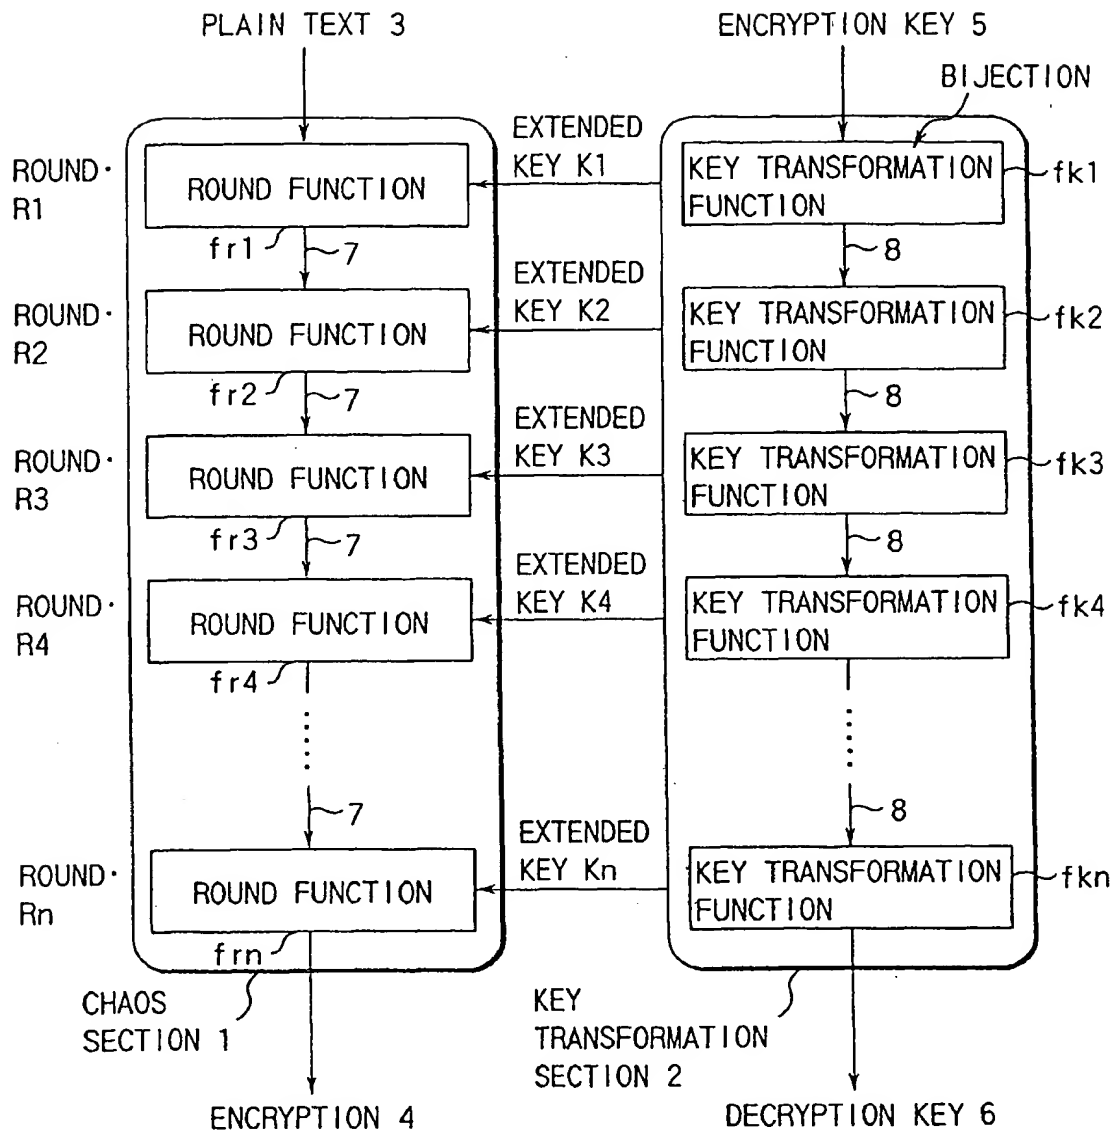 PLAIN TEXT 3
ENCRYPTION KEY 5
BIJECTION
ROUND·
R1
ROUND FUNCTION
fr1
7
EXTENDED
KEY K1
KEY TRANSFORMATION
FUNCTION
fk1
8
ROUND·
R2
ROUND FUNCTION
fr2
7
EXTENDED
KEY K2
KEY TRANSFORMATION
FUNCTION
fk2
8
ROUND·
R3
ROUND FUNCTION
fr3
7
EXTENDED
KEY K3
KEY TRANSFORMATION
FUNCTION
fk3
8
ROUND·
R4
ROUND FUNCTION
fr4
EXTENDED
KEY K4
KEY TRANSFORMATION
FUNCTION
fk4
7
8
ROUND·
Rn
ROUND FUNCTION
frn
EXTENDED
KEY Kn
KEY TRANSFORMATION
FUNCTION
fkn
CHAOS
SECTION 1
KEY
TRANSFORMATION
SECTION 2
ENCRYPTION 4
DECRYPTION KEY 6